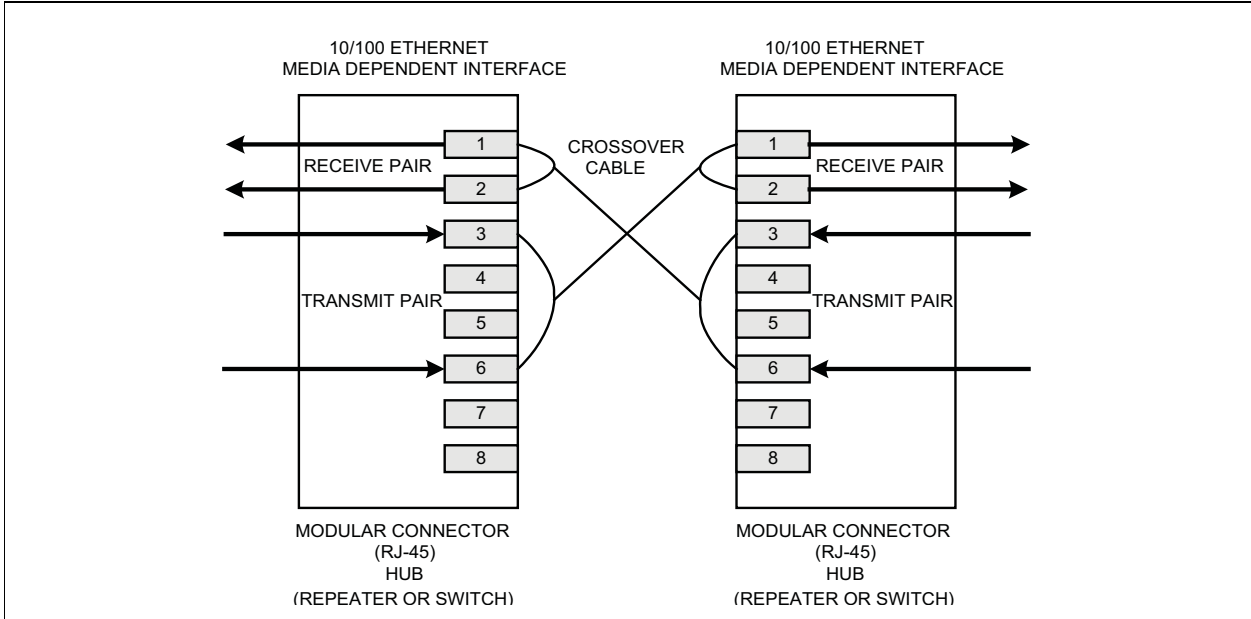 10/100 ETHERNET
MEDIA DEPENDENT INTERFACE
1
2
3
4
5
6
7
8
RECEIVE PAIR
TRANSMIT PAIR
MODULAR CONNECTOR
(RJ-45)
HUB
(REPEATER OR SWITCH)
CROSSOVER
CABLE
10/100 ETHERNET
MEDIA DEPENDENT INTERFACE
1
2
3
4
5
6
7
8
RECEIVE PAIR
TRANSMIT PAIR
MODULAR CONNECTOR
(RJ-45)
HUB
(REPEATER OR SWITCH)